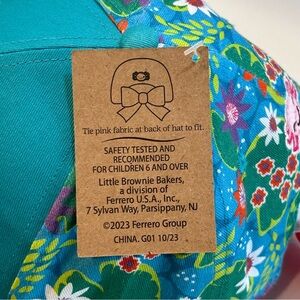 Tie pink fabric at back of hat to fit.
SAFETY TESTED AND
RECOMMENDED
FOR CHILDREN 6 AND OVER
Little Brownie Bakers,
a division of
Ferrero U.S.A., Inc.,
7 Sylvan Way, Parsippany, NJ
©2023 Ferrero Group
CHINA. G01 10/23